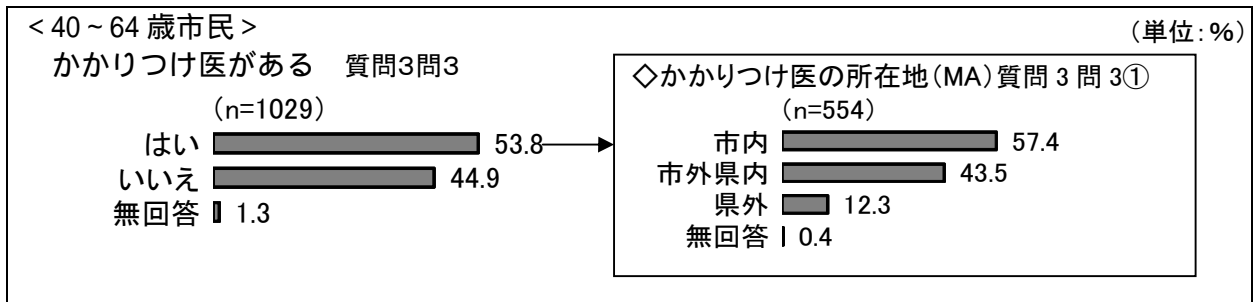 <40~64歳市民>
(単位:%)
かかりつけ医がある 質問3問3
(n=1029)
はい 53.8
いいえ 44.9
無回答 1.3
◇かかりつけ医の所在地(MA)質問3問3①
(n=554)
市内 57.4
市外県内 43.5
県外 12.3
無回答 0.4